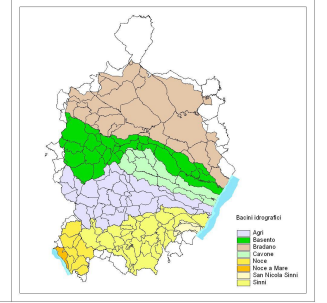 Bacini idrografici
Agri
Basento
Bradano
Cavone
Noce
Noce a Mare
San Nicola Sinni
Sinni